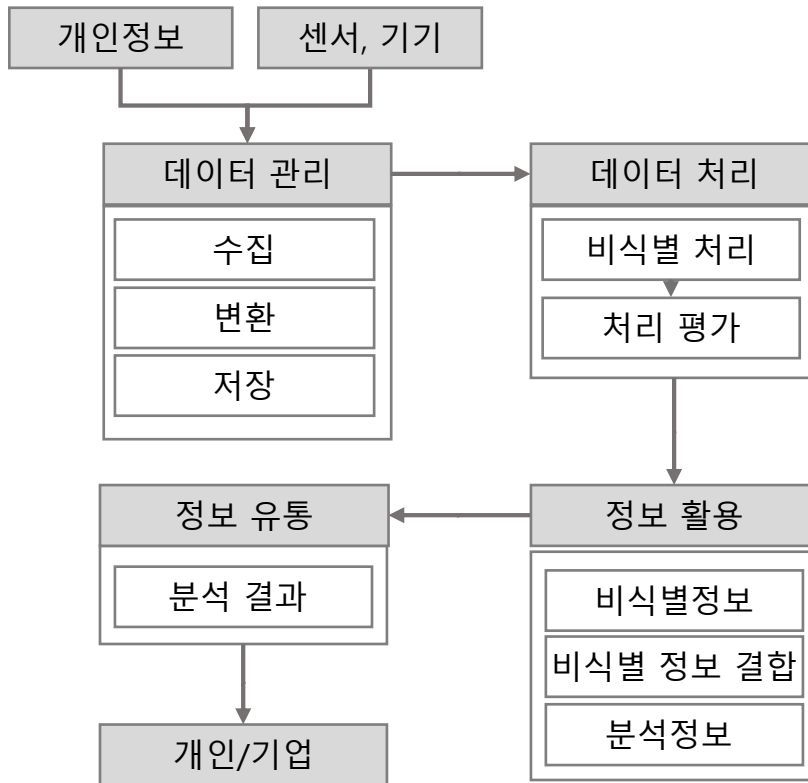 개인정보
센서, 기기
데이터 관리
수집
변환
저장
데이터 처리
비식별 처리
처리 평가
정보 활용
비식별정보
비식별 정보 결합
분석정보
정보 유통
분석 결과
개인/기업